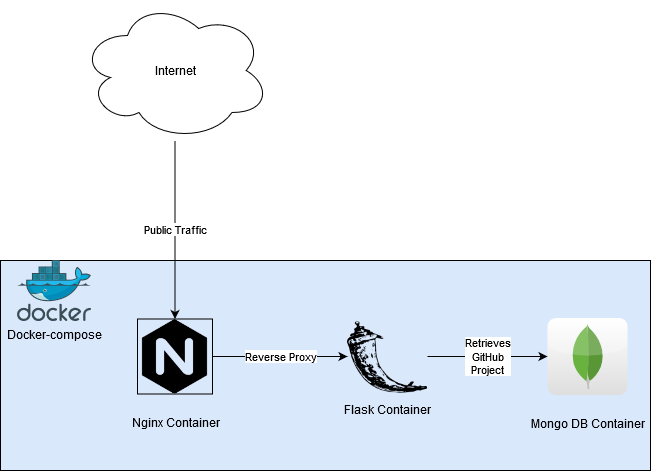 Internet
Public Traffic
docker
Docker-compose
N
Reverse Proxy
Retrieves
GitHub
Project
Nginx Container
Flask Container
Mongo DB Container